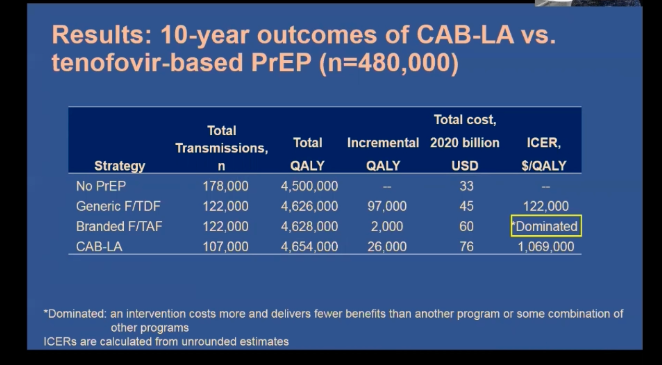 Results: 10-year outcomes of CAB-LA vs.
tenofovir-based PrEP (n=480,000)
Strategy Total Transmissions, n Total QALY Incremental QALY Total cost, 2020 billion USD ICER, $/QALY
No PrEP 178,000 4,500,000 -- 33 --
Generic F/TDF 122,000 4,626,000 97,000 45 122,000
Branded F/TAF 122,000 4,628,000 2,000 60 *Dominated
CAB-LA 107,000 4,654,000 26,000 76 1,069,000
*Dominated: an intervention costs more and delivers fewer benefits than another program or some combination of
other programs
ICERs are calculated from unrounded estimates